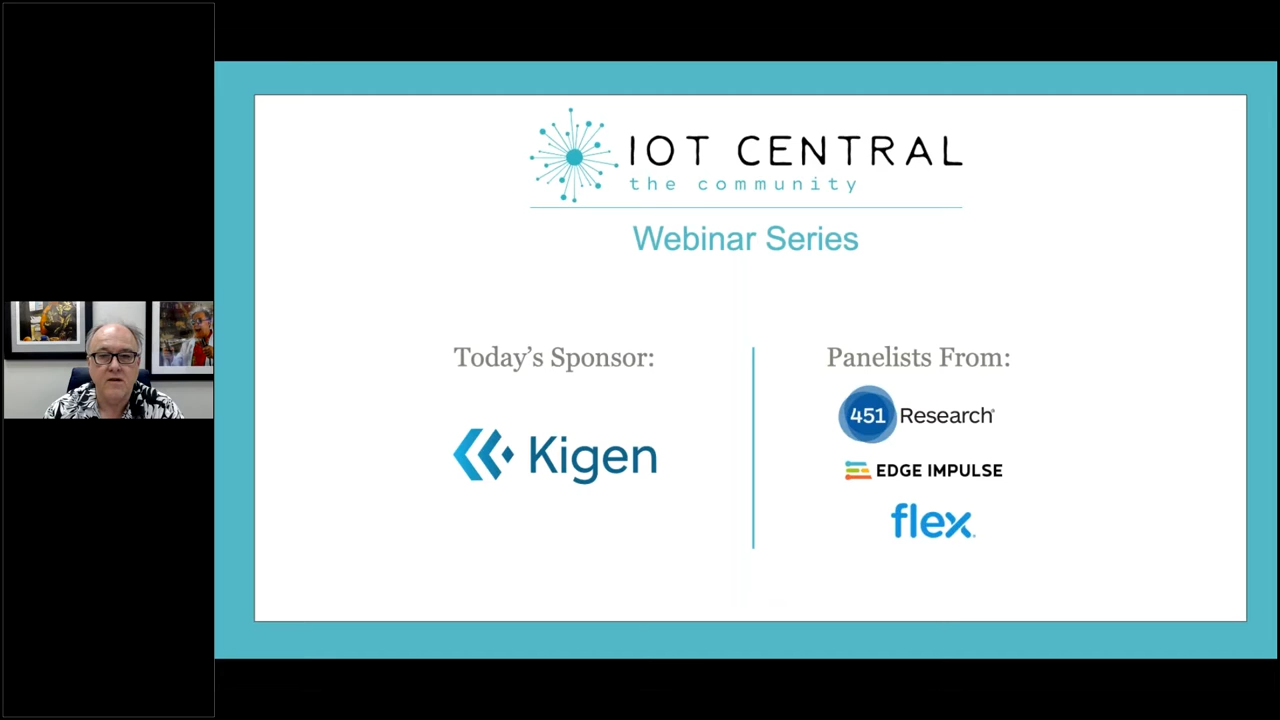 IOT CENTRAL
the community
Webinar Series
Today's Sponsor:
Kigen
Panelists From:
451 Research®
EDGE IMPULSE
flex.